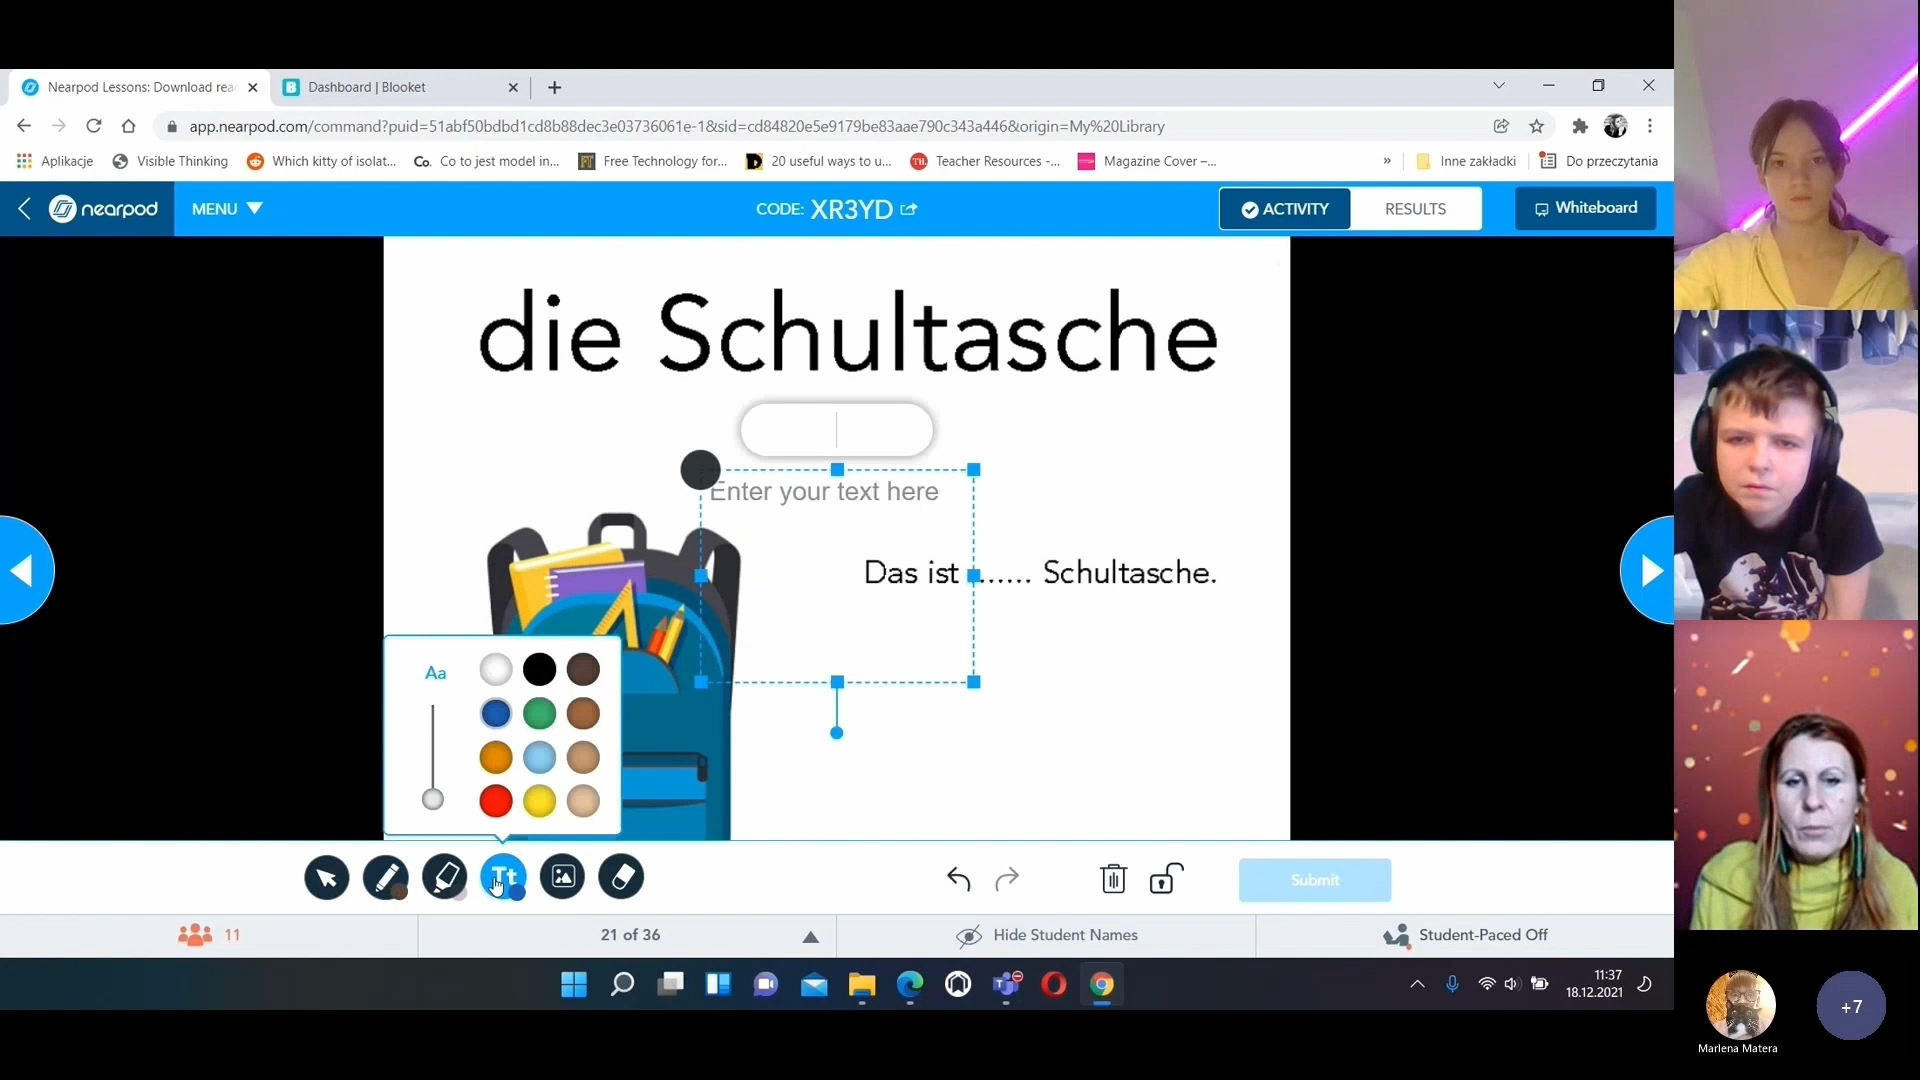 Nearpod Lessons: Download rea
Dashboard | Blooket
app.nearpod.com/command?puid=51abf50bdbd1cd8b88dec3e03736061e-1&sid=cd84820e5e9179be83aae790c343a446&origin=My%20Library
Aplikacje
Visible Thinking
Which kitty of isolat...
Co to jest model in...
Free Technology for...
20 useful ways to u...
Teacher Resources -...
Magazine Cover –...
»
Inne zakładki
Do przeczytania
nearpod
MENU
CODE: XR3YD
ACTIVITY
RESULTS
Whiteboard
die Schultasche
Enter your text here
Das ist ....... Schultasche.
Aa
Tt
Submit
11
21 of 36
Hide Student Names
Student-Paced Off
11:37
18.12.2021
+7
Marlena Matera